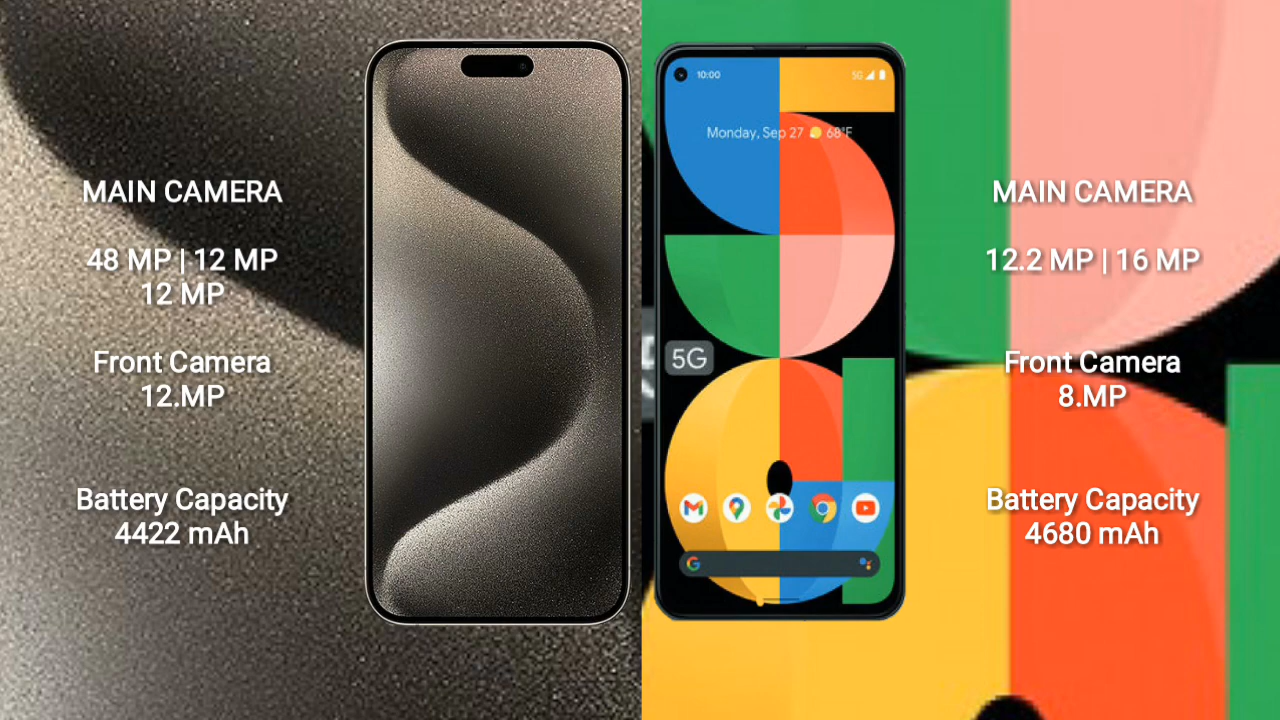 MAIN CAMERA
48 MP | 12 MP
12 MP
Front Camera
12.MP
Battery Capacity
4422 mAh
10:00
5G
Monday, Sep 27 68°F
5G
MAIN CAMERA
12.2 MP | 16 MP
Front Camera
8.MP
Battery Capacity
4680 mAh